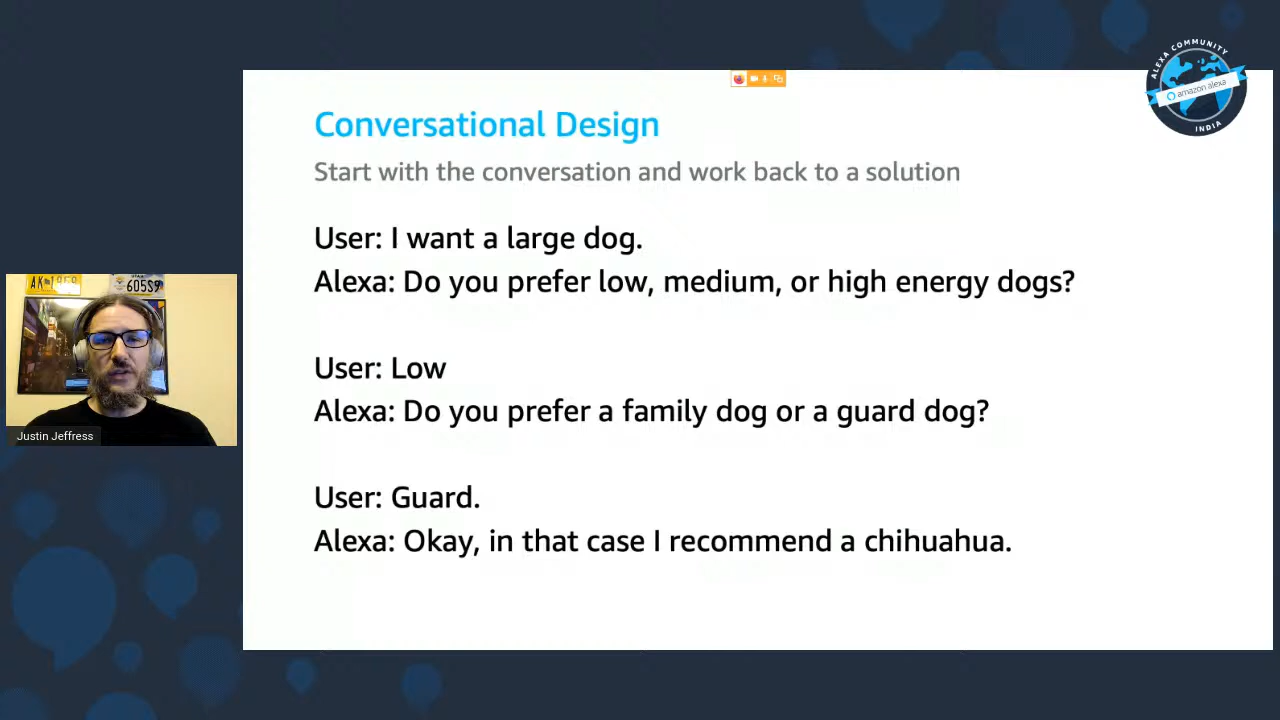 ALEXA COMMUNITY
amazon alexa
INDIA
Conversational Design
Start with the conversation and work back to a solution
User: I want a large dog.
Alexa: Do you prefer low, medium, or high energy dogs?
User: Low
Alexa: Do you prefer a family dog or a guard dog?
User: Guard.
Alexa: Okay, in that case I recommend a chihuahua.
605S9
Justin Jeffress